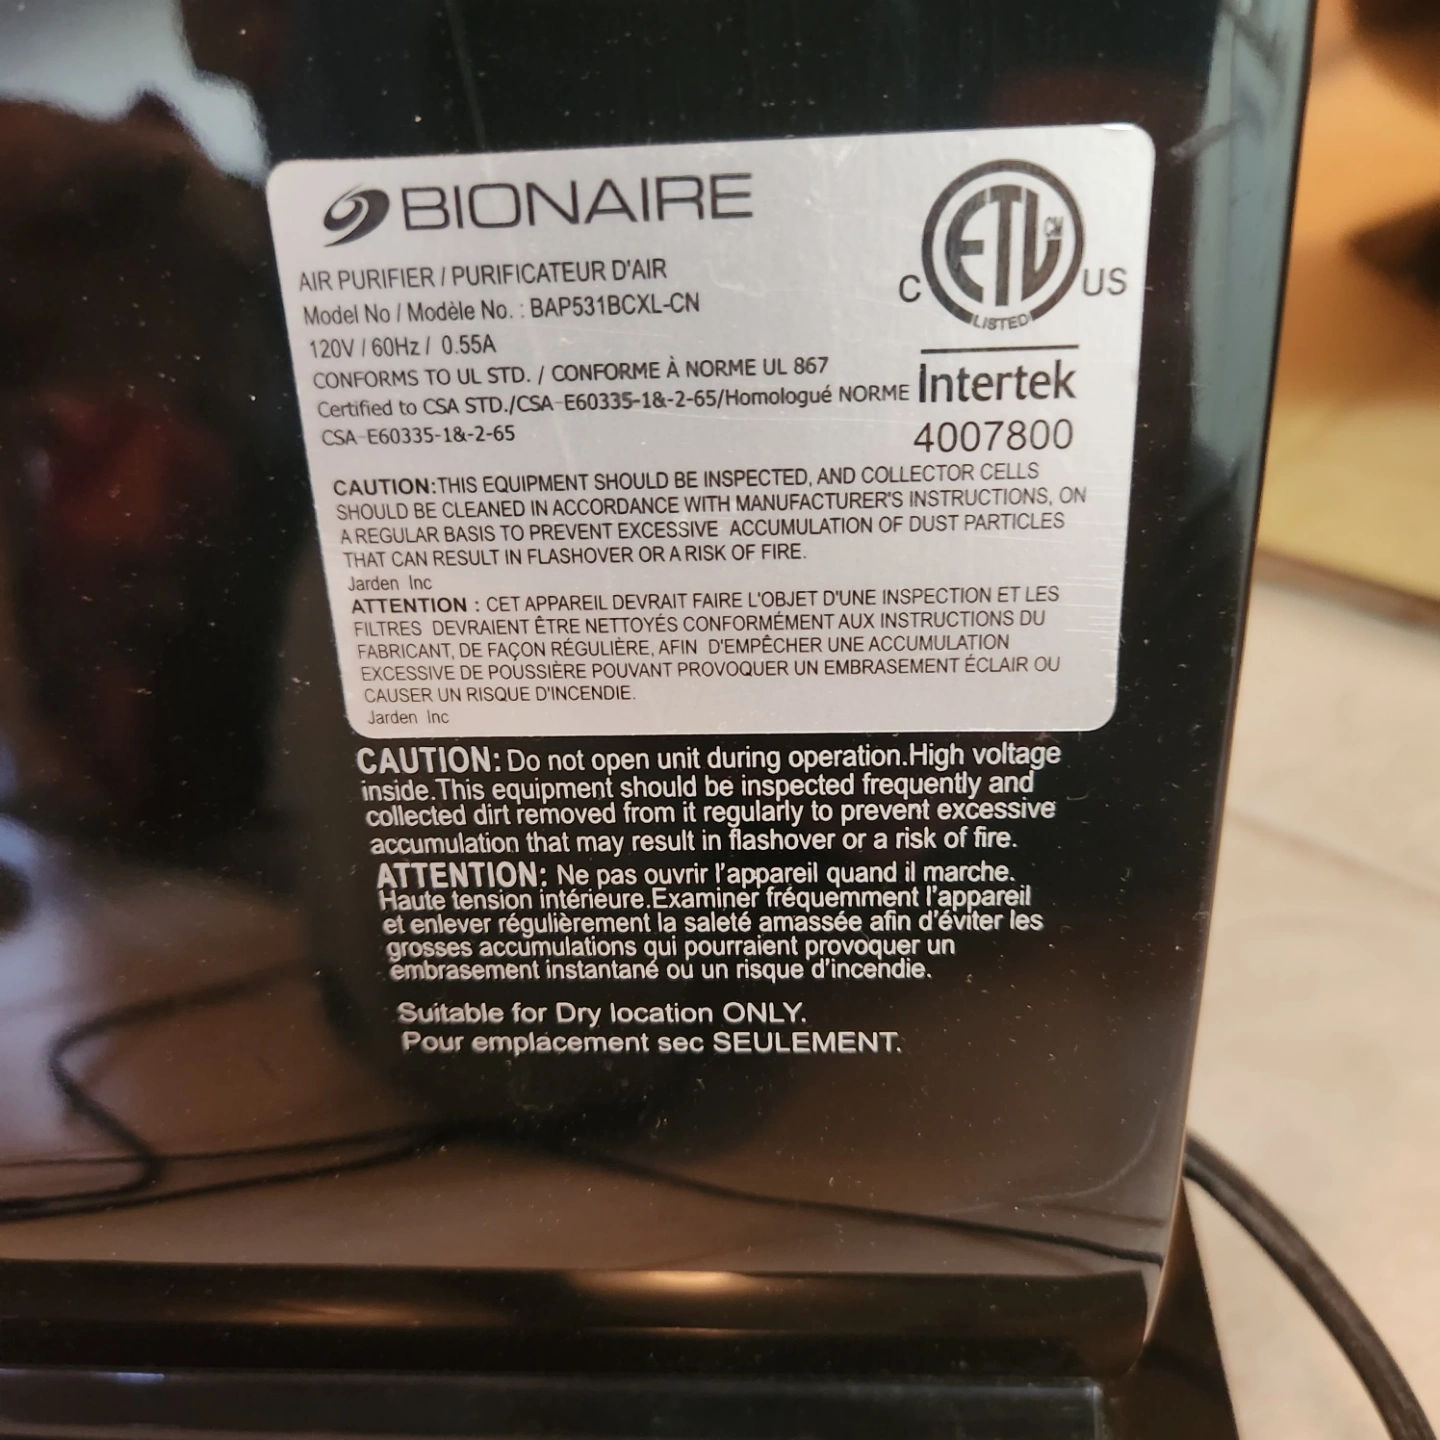 BIONAIRE
AIR PURIFIER / PURIFICATEUR D'AIR
Model No / Modèle No. : BAP531BCXL-CN
120V / 60Hz / 0.55A
CONFORMS TO UL STD. / CONFORME À NORME UL 867
Certified to CSA STD./CSA-E60335-1&-2-65/Homologué NORME
CSA-E60335-1&-2-65
C ETL CM US
LISTED
Intertek
4007800
CAUTION:THIS EQUIPMENT SHOULD BE INSPECTED, AND COLLECTOR CELLS
SHOULD BE CLEANED IN ACCORDANCE WITH MANUFACTURER'S INSTRUCTIONS, ON
A REGULAR BASIS TO PREVENT EXCESSIVE ACCUMULATION OF DUST PARTICLES
THAT CAN RESULT IN FLASHOVER OR A RISK OF FIRE.
Jarden Inc
ATTENTION : CET APPAREIL DEVRAIT FAIRE L'OBJET D'UNE INSPECTION ET LES
FILTRES DEVRAIENT ÊTRE NETTOYÉS CONFORMÉMENT AUX INSTRUCTIONS DU
FABRICANT, DE FAÇON RÉGULIÈRE, AFIN D'EMPÊCHER UNE ACCUMULATION
EXCESSIVE DE POUSSIÈRE POUVANT PROVOQUER UN EMBRASEMENT ÉCLAIR OU
CAUSER UN RISQUE D'INCENDIE.
Jarden Inc
CAUTION: Do not open unit during operation.High voltage
inside.This equipment should be inspected frequently and
collected dirt removed from it regularly to prevent excessive
accumulation that may result in flashover or a risk of fire.
ATTENTION: Ne pas ouvrir l'appareil quand il marche.
Haute tension intérieure.Examiner fréquemment l'appareil
et enlever régulièrement la saleté amassée afin d'éviter les
grosses accumulations qui pourraient provoquer un
embrasement instantané ou un risque d'incendie.
Suitable for Dry location ONLY.
Pour emplacement sec SEULEMENT.